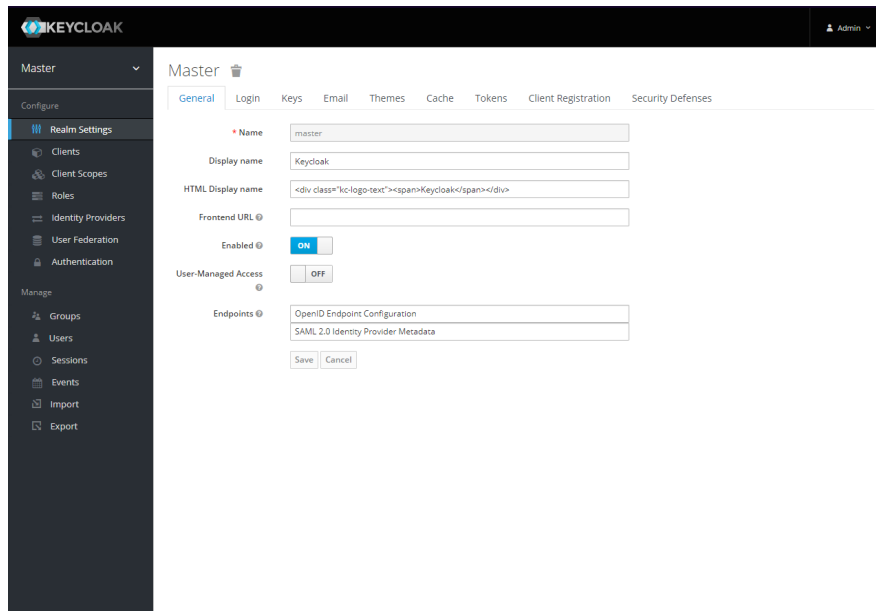 KEYCLOAK
Admin
Master
Configure
Realm Settings
Clients
Client Scopes
Roles
Identity Providers
User Federation
Authentication
Manage
Groups
Users
Sessions
Events
Import
Export
Master
General Login Keys Email Themes Cache Tokens Client Registration Security Defenses
* Name master
Display name Keycloak
HTML Display name <div class="kc-logo-text"><span>Keycloak</span></div>
Frontend URL
Enabled ON
User-Managed Access OFF
Endpoints OpenID Endpoint Configuration
SAML 2.0 Identity Provider Metadata
Save Cancel